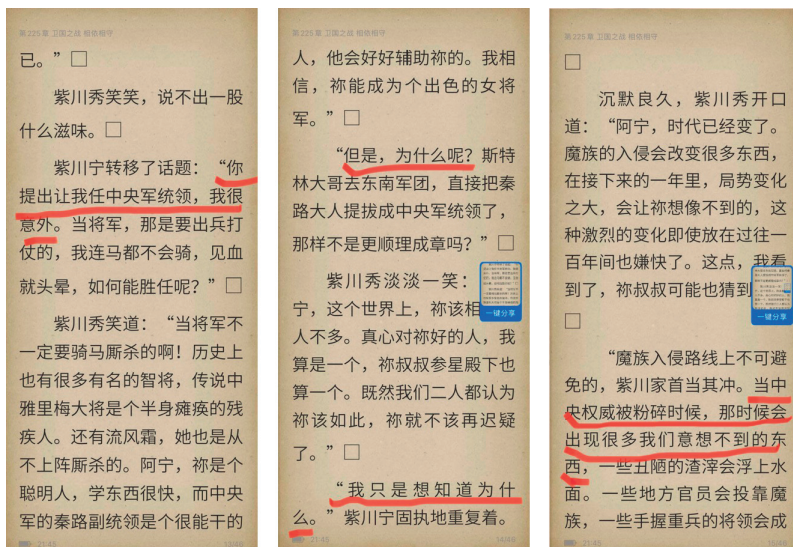 第225章 卫国之战 相依相守
已。”□
紫川秀笑笑，说不出一股
什么滋味。□
紫川宁转移了话题：“你
提出让我任中央军统领，我很
意外。当将军，那是要出兵打
仗的，我连马都不会骑，见血
就头晕，如何能胜任呢？”□
紫川秀笑道：“当将军不
一定要骑马厮杀的啊！历史上
也有很多有名的智将，传说中
雅里梅大将是个半身瘫痪的残
疾人。还有流风霜，她也是从
不上阵厮杀的。阿宁，祢是个
聪明人，学东西很快，而中央
军的秦路副统领是个很能干的
21:45
13/48
第225章 卫国之战 相依相守
人，他会好好辅助祢的。我相
信，祢能成为个出色的女将
军。”□
“但是，为什么呢？斯特
林大哥去东南军团，直接把秦
路大人提拔成中央军统领了，
那样不是更顺理成章吗？”□
紫川秀淡淡一笑：
宁，这个世界上，祢该相
人不多。真心对祢好的人，我
算是一个，祢叔叔参星殿下也
算一个。既然我们二人都认为
祢该如此，祢就不该再迟疑
了。”□
“我只是想知道为什
么。”紫川宁固执地重复着。
21:45
14/48
一键分享
第225章 卫国之战 相依相守
□
沉默良久，紫川秀开口
道：“阿宁，时代已经变了。
魔族的入侵会改变很多东西，
在接下来的一年里，局势变化
之大，会让祢想像不到的，这
种激烈的变化即使放在过往一
百年间也嫌快了。这点，我看
到了，祢叔叔可能也猜到
□
“魔族入侵路线上不可避
免的，紫川家首当其冲。当中
央权威被粉碎时候，那时候会
出现很多我们意想不到的东
西，一些丑陋的渣滓会浮上水
面。一些地方官员会投靠魔
族，一些手握重兵的将领会成
21:45
一键分享